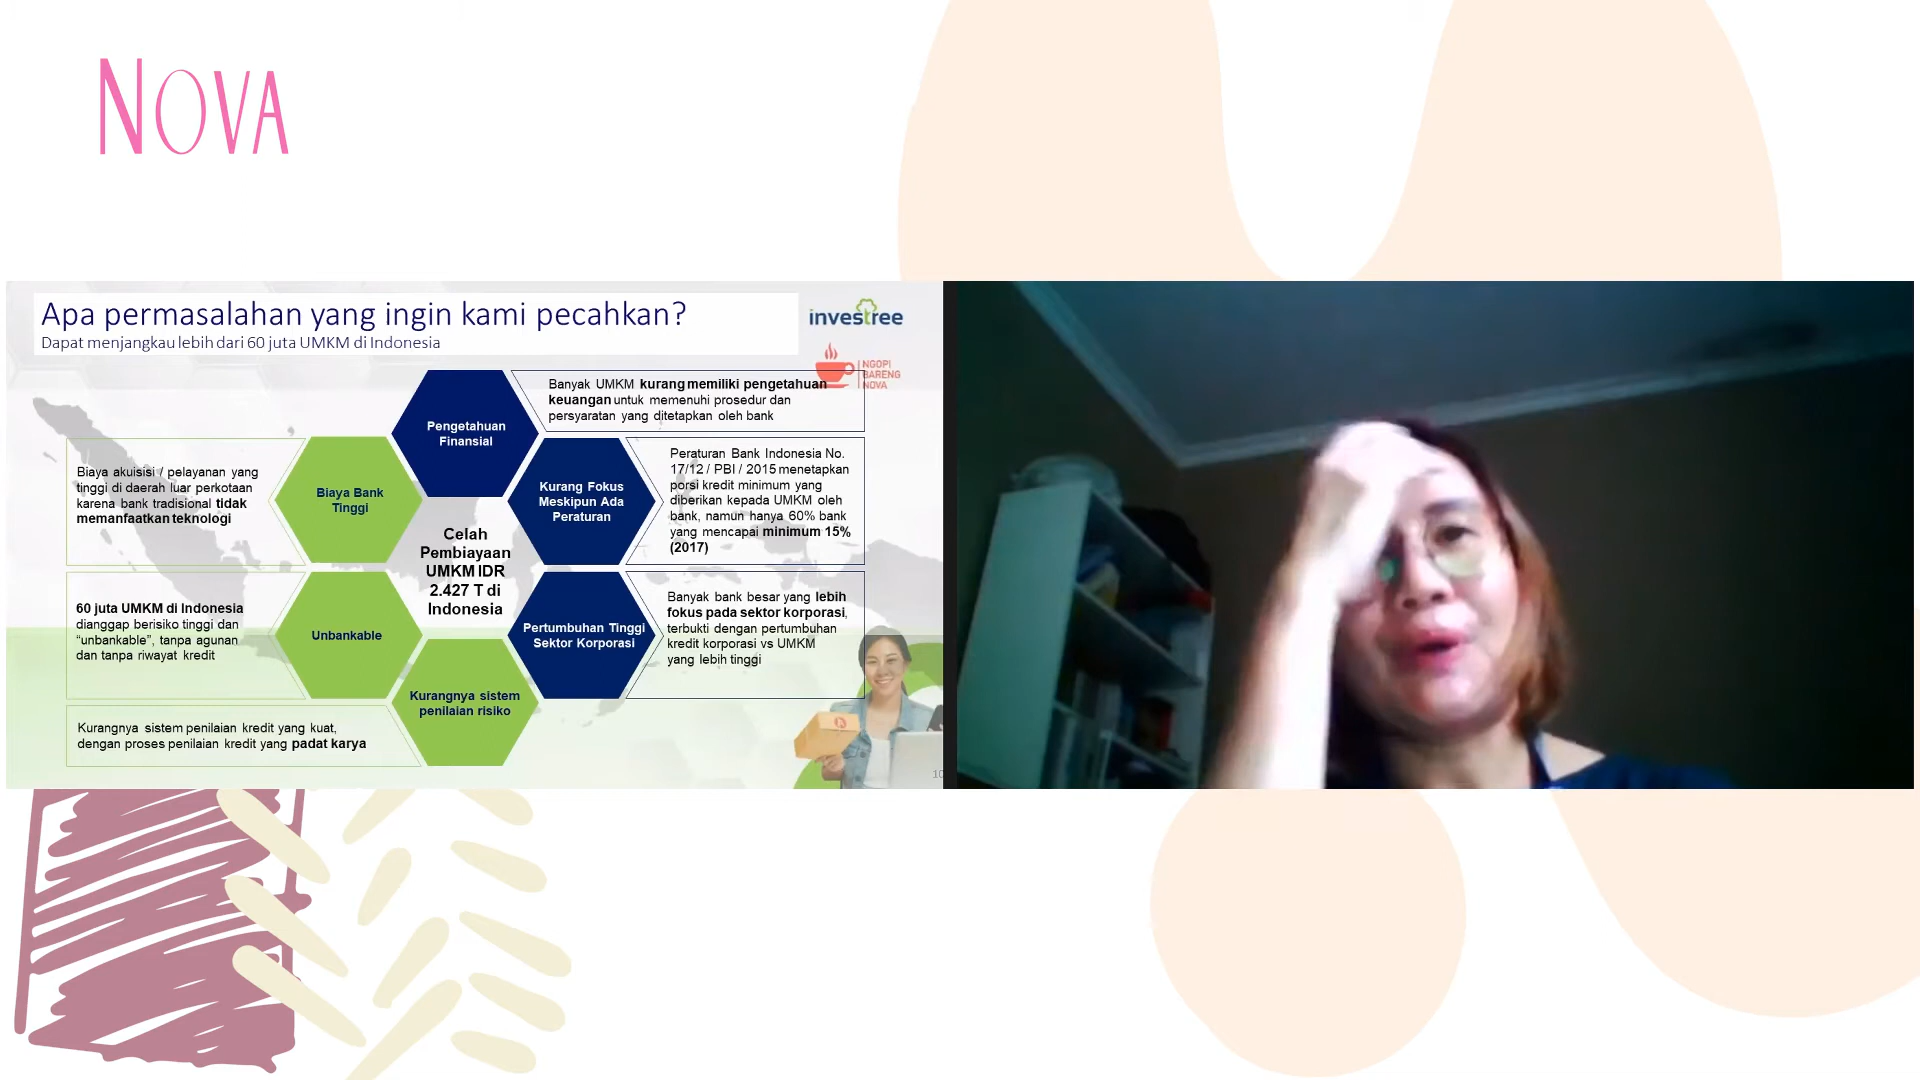 NOVA
Apa permasalahan yang ingin kami pecahkan?
Dapat menjangkau lebih dari 60 juta UMKM di Indonesia
investree
NGOPI
BARENG
NOVA
Pengetahuan
Finansial
Banyak UMKM kurang memiliki pengetahuan
keuangan untuk memenuhi prosedur dan
persyaratan yang ditetapkan oleh bank
Biaya akuisisi / pelayanan yang
tinggi di daerah luar perkotaan
karena bank tradisional tidak
memanfaatkan teknologi
Biaya Bank
Tinggi
Kurang Fokus
Meskipun Ada
Peraturan
Peraturan Bank Indonesia No.
17/12 / PBI / 2015 menetapkan
porsi kredit minimum yang
diberikan kepada UMKM oleh
bank, namun hanya 60% bank
yang mencapai minimum 15%
(2017)
Celah
Pembiayaan
UMKM IDR
2.427 T di
Indonesia
60 juta UMKM di Indonesia
dianggap berisiko tinggi dan
“unbankable”, tanpa agunan
dan tanpa riwayat kredit
Unbankable
Pertumbuhan Tinggi
Sektor Korporasi
Banyak bank besar yang lebih
fokus pada sektor korporasi,
terbukti dengan pertumbuhan
kredit korporasi vs UMKM
yang lebih tinggi
Kurangnya sistem
penilaian risiko
Kurangnya sistem penilaian kredit yang kuat,
dengan proses penilaian kredit yang padat karya
10